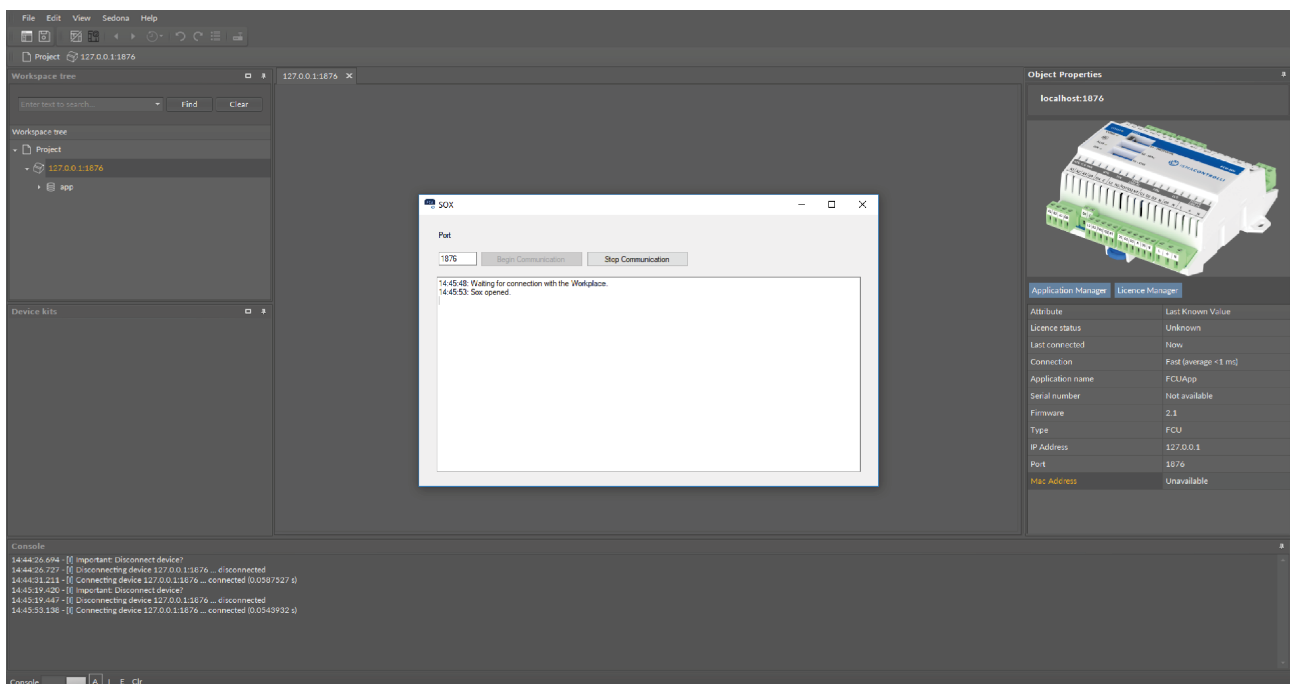 File Edit View Sedona Help
Project 127.0.0.1:1876
Workspace tree
Enter text to search... Find Clear
Workspace tree
Project
127.0.0.1:1876
app
Device kits
127.0.0.1:1876
SOX
Port
1876 Begin Communication Stop Communication
14:45:48: Waiting for connection with the Workplace.
14:45:53: Sox opened.
Object Properties
localhost:1876
Application Manager Licence Manager
Attribute Last Known Value
Licence status Unknown
Last connected Now
Connection Fast (average <1 ms)
Application name FCUApp
Serial number Not available
Firmware 2.1
Type FCU
IP Address 127.0.0.1
Port 1876
Mac Address Unavailable
Console
14:44:26.694 - [I] Important: Disconnect device?
14:44:26.727 - [I] Disconnecting device 127.0.0.1:1876 ... disconnected
14:44:31.211 - [I] Connecting device 127.0.0.1:1876 ... connected (0.0587527 s)
14:45:19.420 - [I] Important: Disconnect device?
14:45:19.447 - [I] Disconnecting device 127.0.0.1:1876 ... disconnected
14:45:53.138 - [I] Connecting device 127.0.0.1:1876 ... connected (0.0543932 s)
Console A I E Clr